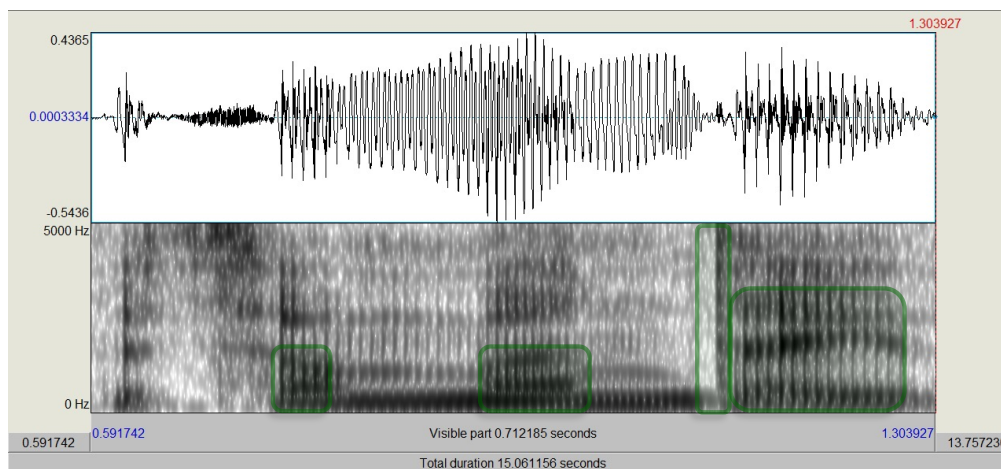 1.303927
0.4365
0.0003334
-0.5436
5000 Hz
0 Hz
0.591742
0.591742 Visible part 0.712185 seconds 1.303927
13.757230
Total duration 15.061156 seconds